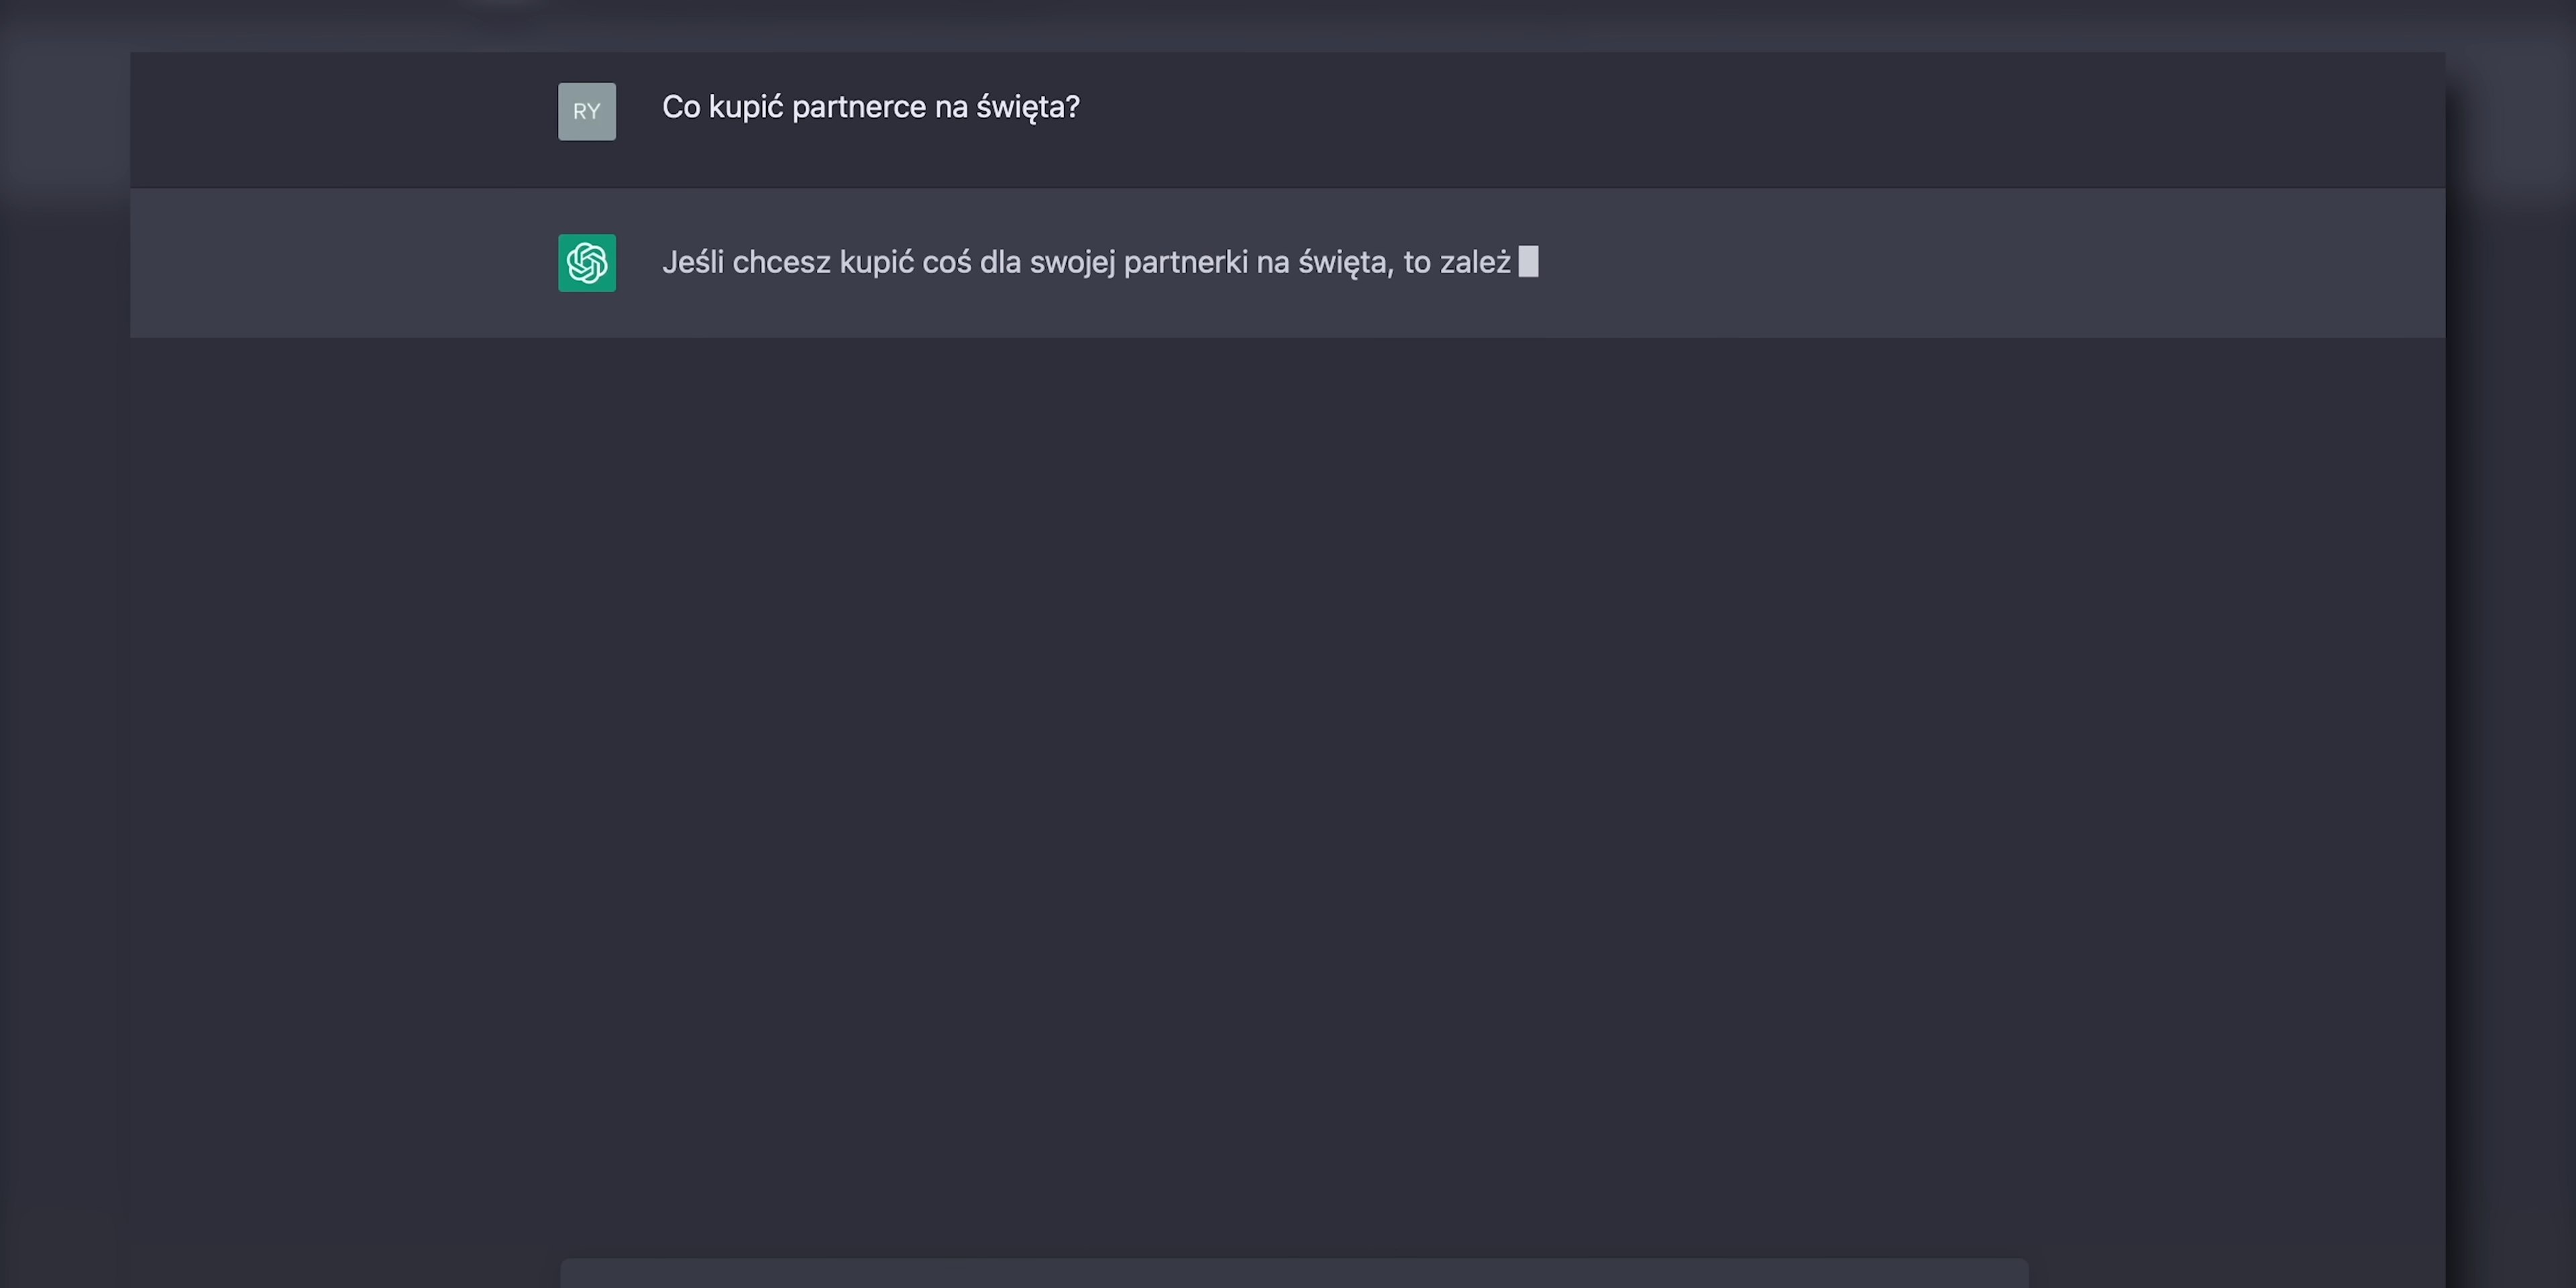 RY
Co kupić partnerce na święta?
Jeśli chcesz kupić coś dla swojej partnerki na święta, to zależ